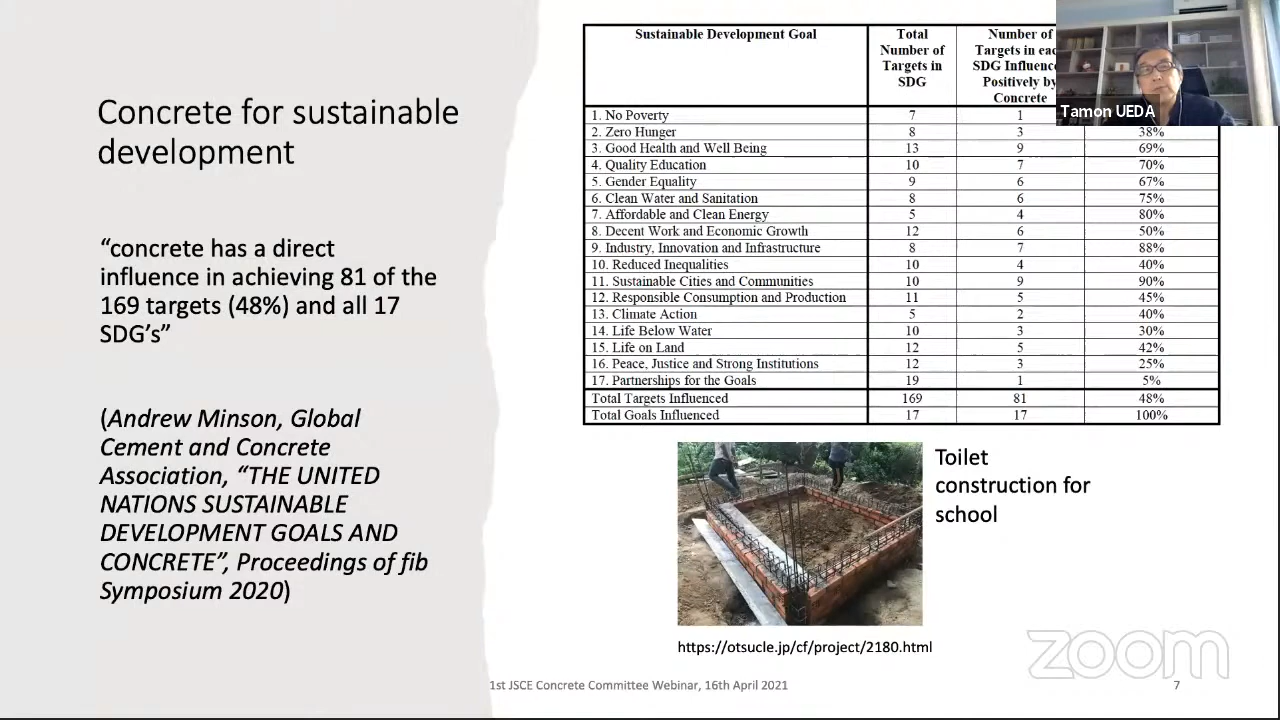 Concrete for sustainable
development
“concrete has a direct
influence in achieving 81 of the
169 targets (48%) and all 17
SDG’s”
(Andrew Minson, Global
Cement and Concrete
Association, “THE UNITED
NATIONS SUSTAINABLE
DEVELOPMENT GOALS AND
CONCRETE”, Proceedings of fib
Symposium 2020)
Sustainable Development Goal
Total
Number of
Targets in
SDG
Number of
Targets in
SDG
Positively by
Concrete
1. No Poverty 7 1
2. Zero Hunger 8 3 38%
3. Good Health and Well Being 13 9 69%
4. Quality Education 10 7 70%
5. Gender Equality 9 6 67%
6. Clean Water and Sanitation 8 6 75%
7. Affordable and Clean Energy 5 4 80%
8. Decent Work and Economic Growth 12 6 50%
9. Industry, Innovation and Infrastructure 8 7 88%
10. Reduced Inequalities 10 4 40%
11. Sustainable Cities and Communities 10 9 90%
12. Responsible Consumption and Production 11 5 45%
13. Climate Action 5 2 40%
14. Life Below Water 10 3 30%
15. Life on Land 12 5 42%
16. Peace, Justice and Strong Institutions 12 3 25%
17. Partnerships for the Goals 19 1 5%
Total Targets Influenced 169 81 48%
Total Goals Influenced 17 17 100%
Tamon UEDA
Toilet
construction for
school
https://otsucle.jp/cf/project/2180.html
zoom
1st JSCE Concrete Committee Webinar, 16th April 2021
7